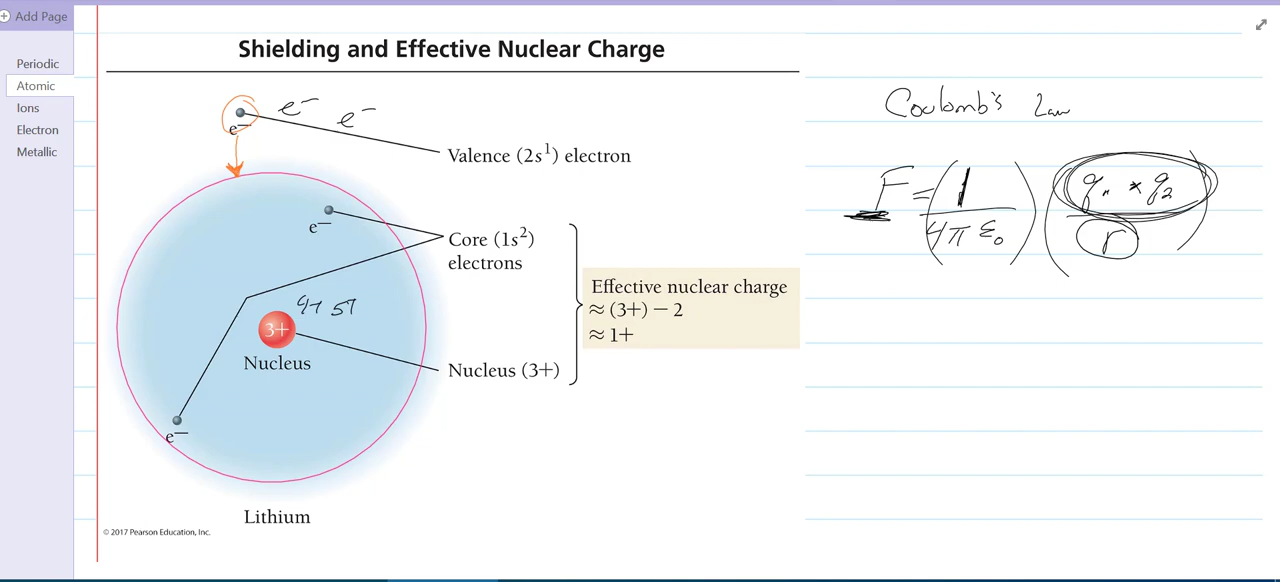 Add Page
Periodic
Atomic
Ions
Electron
Metallic
Shielding and Effective Nuclear Charge
e⁻
e⁻ e⁻
Valence (2s¹) electron
e⁻
Core (1s²)
electrons
4+ 5+
3+
Nucleus
Nucleus (3+)
e⁻
Effective nuclear charge
≈ (3+) − 2
≈ 1+
Lithium
© 2017 Pearson Education, Inc.
Coulomb's Law
F = (1 / 4π ε₀) (q₁ * q₂ / r)